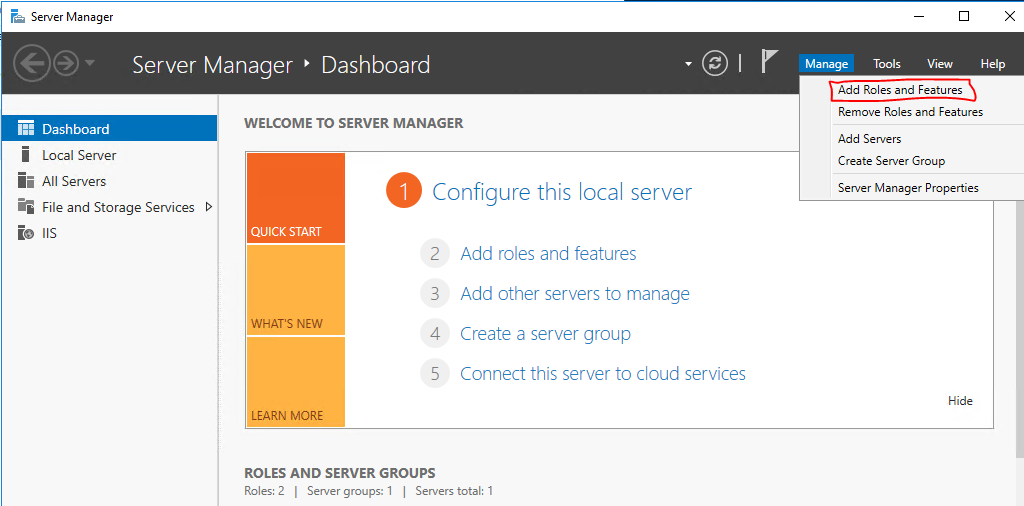 Server Manager
Server Manager ‣ Dashboard
Manage Tools View Help
Add Roles and Features
Remove Roles and Features
Add Servers
Create Server Group
Server Manager Properties
Dashboard
Local Server
All Servers
File and Storage Services
IIS
WELCOME TO SERVER MANAGER
QUICK START
WHAT'S NEW
LEARN MORE
1 Configure this local server
2 Add roles and features
3 Add other servers to manage
4 Create a server group
5 Connect this server to cloud services
Hide
ROLES AND SERVER GROUPS
Roles: 2 | Server groups: 1 | Servers total: 1